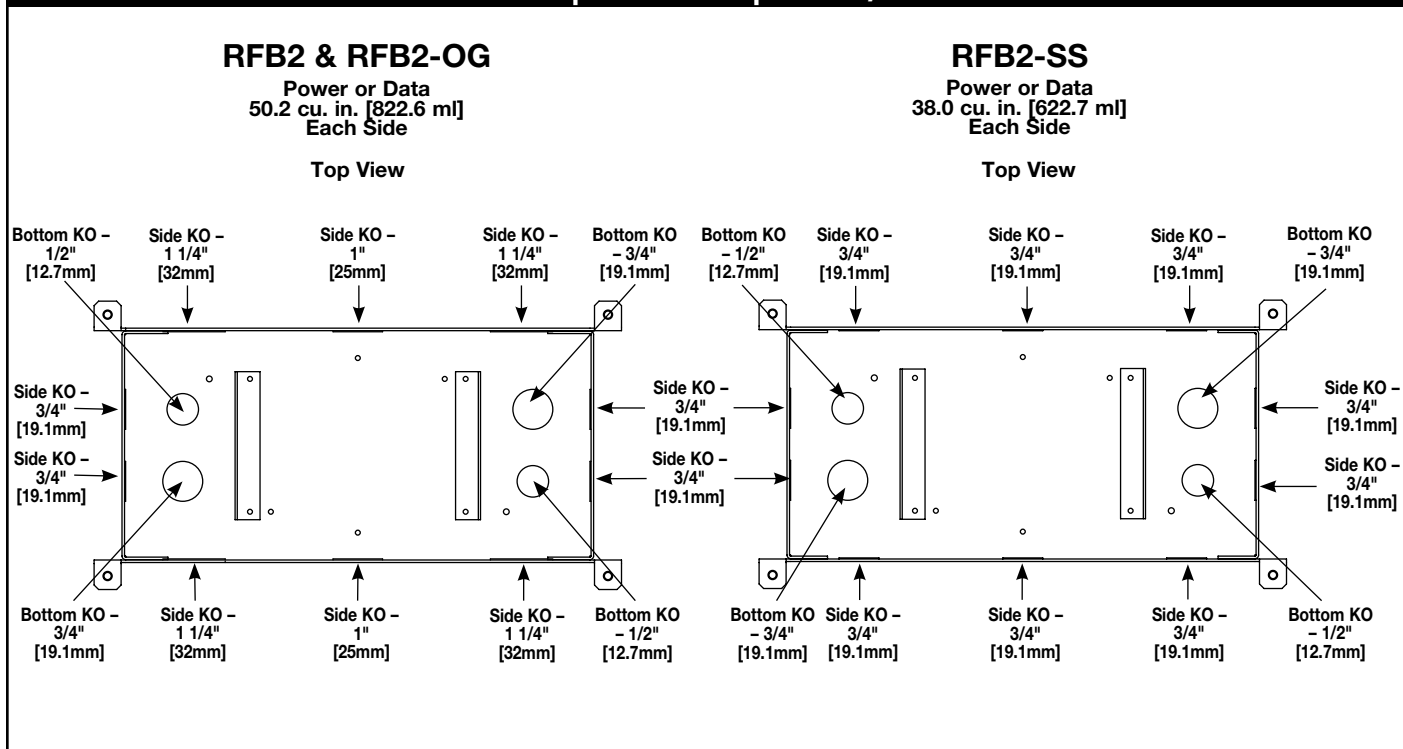 RFB2 & RFB2-OG
Power or Data
50.2 cu. in. [822.6 ml]
Each Side
Top View
Bottom KO –
1/2"
[12.7mm]
Side KO –
1 1/4"
[32mm]
Side KO –
1"
[25mm]
Side KO –
1 1/4"
[32mm]
Bottom KO
– 3/4"
[19.1mm]
Side KO –
3/4"
[19.1mm]
Side KO –
3/4"
[19.1mm]
Side KO –
3/4"
[19.1mm]
Side KO –
3/4"
[19.1mm]
Bottom KO –
3/4"
[19.1mm]
Side KO –
1 1/4"
[32mm]
Side KO –
1"
[25mm]
Side KO –
1 1/4"
[32mm]
Bottom KO
– 1/2"
[12.7mm]
RFB2-SS
Power or Data
38.0 cu. in. [622.7 ml]
Each Side
Top View
Bottom KO
– 1/2"
[12.7mm]
Side KO –
3/4"
[19.1mm]
Side KO –
3/4"
[19.1mm]
Side KO –
3/4"
[19.1mm]
Bottom KO
– 3/4"
[19.1mm]
Side KO –
3/4"
[19.1mm]
Side KO –
3/4"
[19.1mm]
Bottom KO
– 3/4"
[19.1mm]
Side KO –
3/4"
[19.1mm]
Side KO –
3/4"
[19.1mm]
Side KO –
3/4"
[19.1mm]
Bottom KO
– 1/2"
[12.7mm]